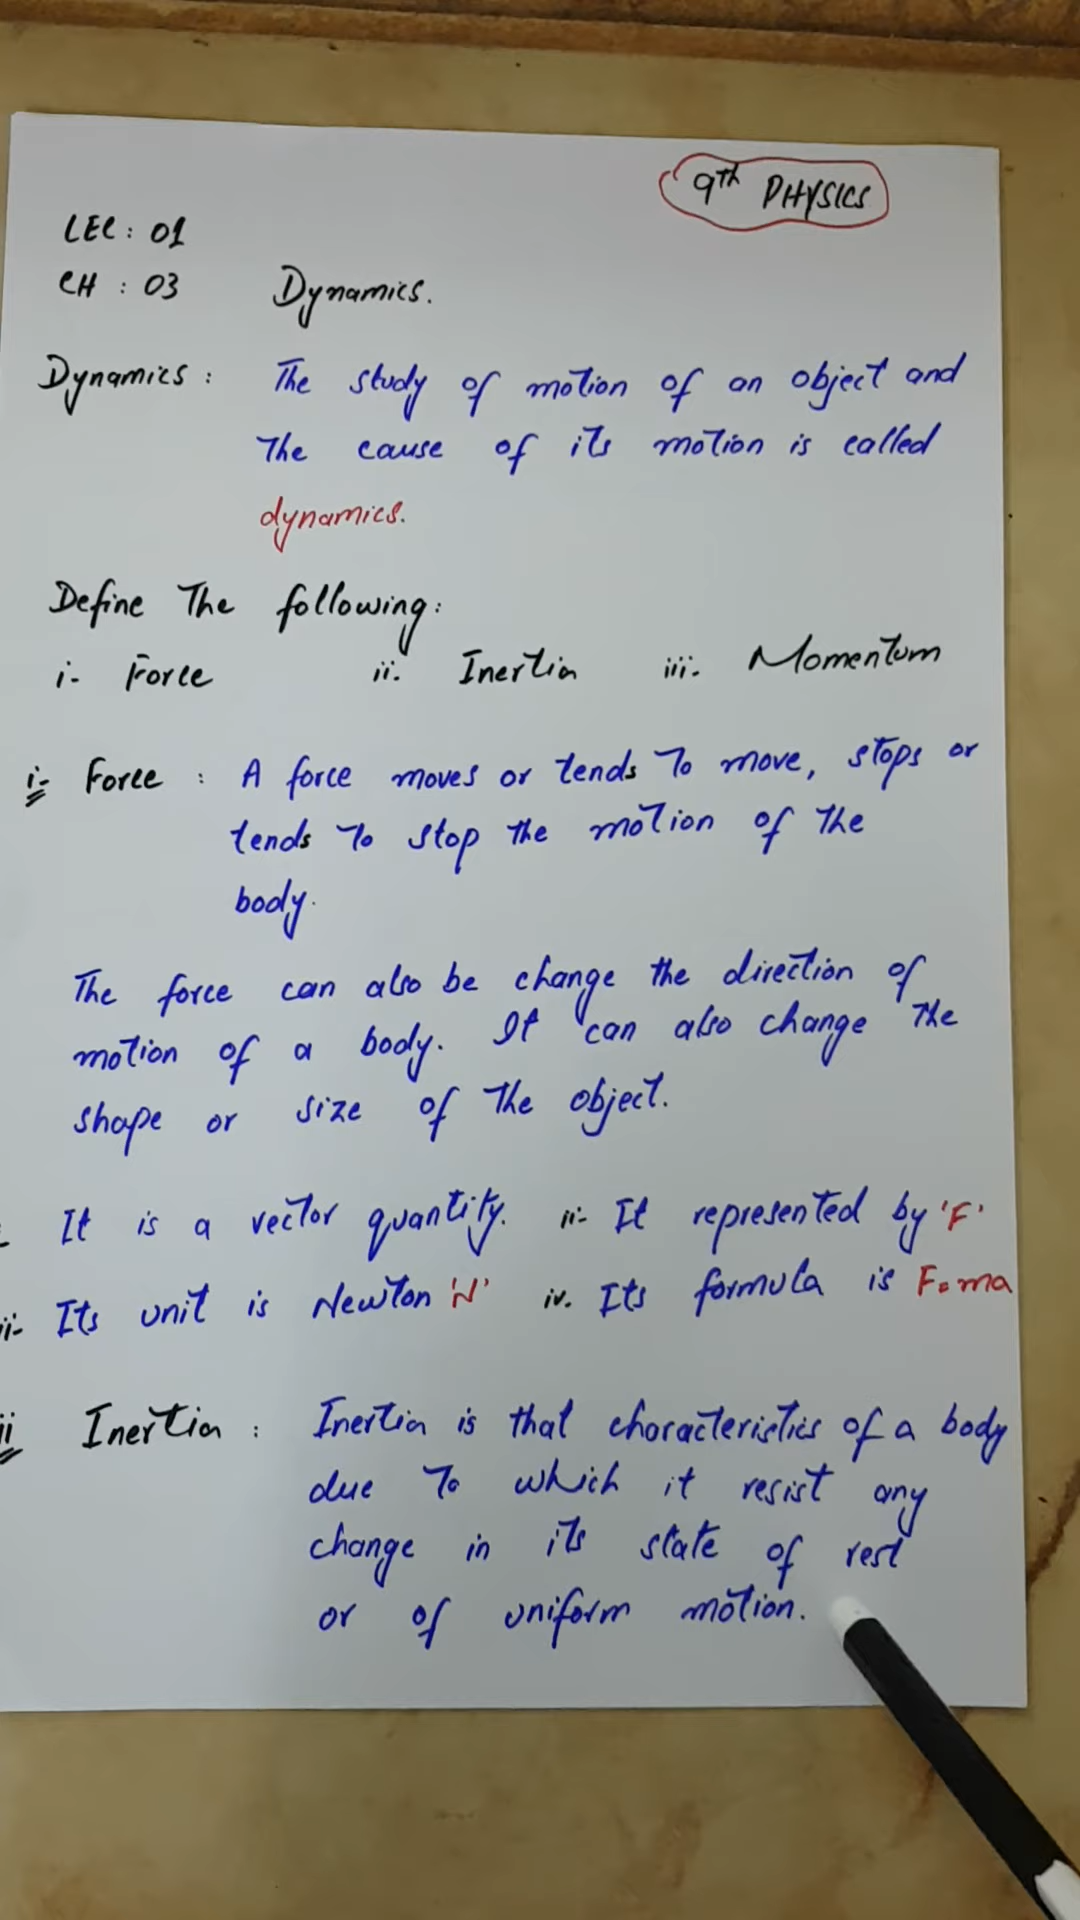 9th PHYSICS
LEC: 01
CH : 03 Dynamics.
Dynamics : The study of motion of an object and
The cause of its motion is called
dynamics.
Define The following:
i- Force ii. Inertia iii. Momentum
i- Force : A force moves or tends To move, stops or
tends To stop the motion of the
body.
The force can also be change the direction of
motion of a body. It can also change the
shape or size of the object.
It is a vector quantity. ii- It represented by 'F'
ii- Its unit is Newton 'N' iv. Its formula is F=ma
ii Inertia : Inertia is that characteristics of a body
due To which it resist any
change in its state of rest
or of uniform motion.